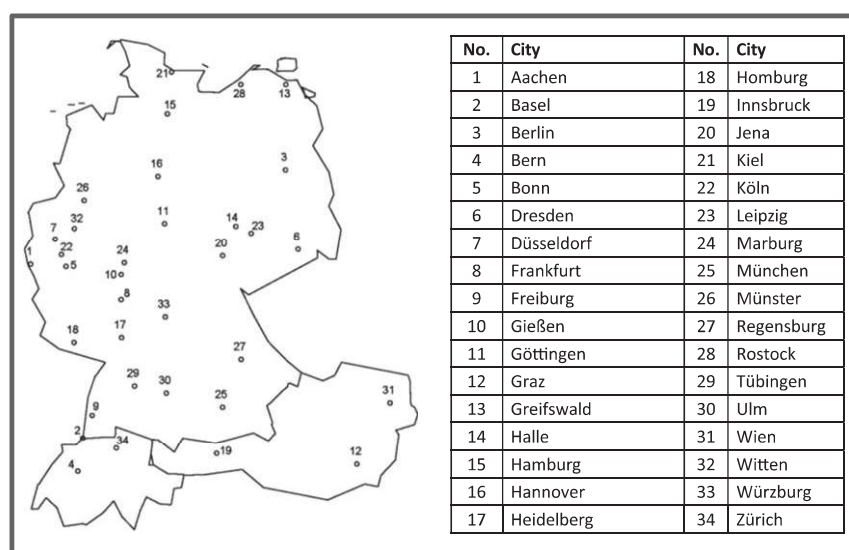 21
28
13
15
16
3
26
32
11
14
23
7
22
1
5
24
10
20
6
8
33
18
17
27
29
30
25
31
9
2
34
4
19
12
No. City No. City
1 Aachen 18 Homburg
2 Basel 19 Innsbruck
3 Berlin 20 Jena
4 Bern 21 Kiel
5 Bonn 22 Köln
6 Dresden 23 Leipzig
7 Düsseldorf 24 Marburg
8 Frankfurt 25 München
9 Freiburg 26 Münster
10 Gießen 27 Regensburg
11 Göttingen 28 Rostock
12 Graz 29 Tübingen
13 Greifswald 30 Ulm
14 Halle 31 Wien
15 Hamburg 32 Witten
16 Hannover 33 Würzburg
17 Heidelberg 34 Zürich